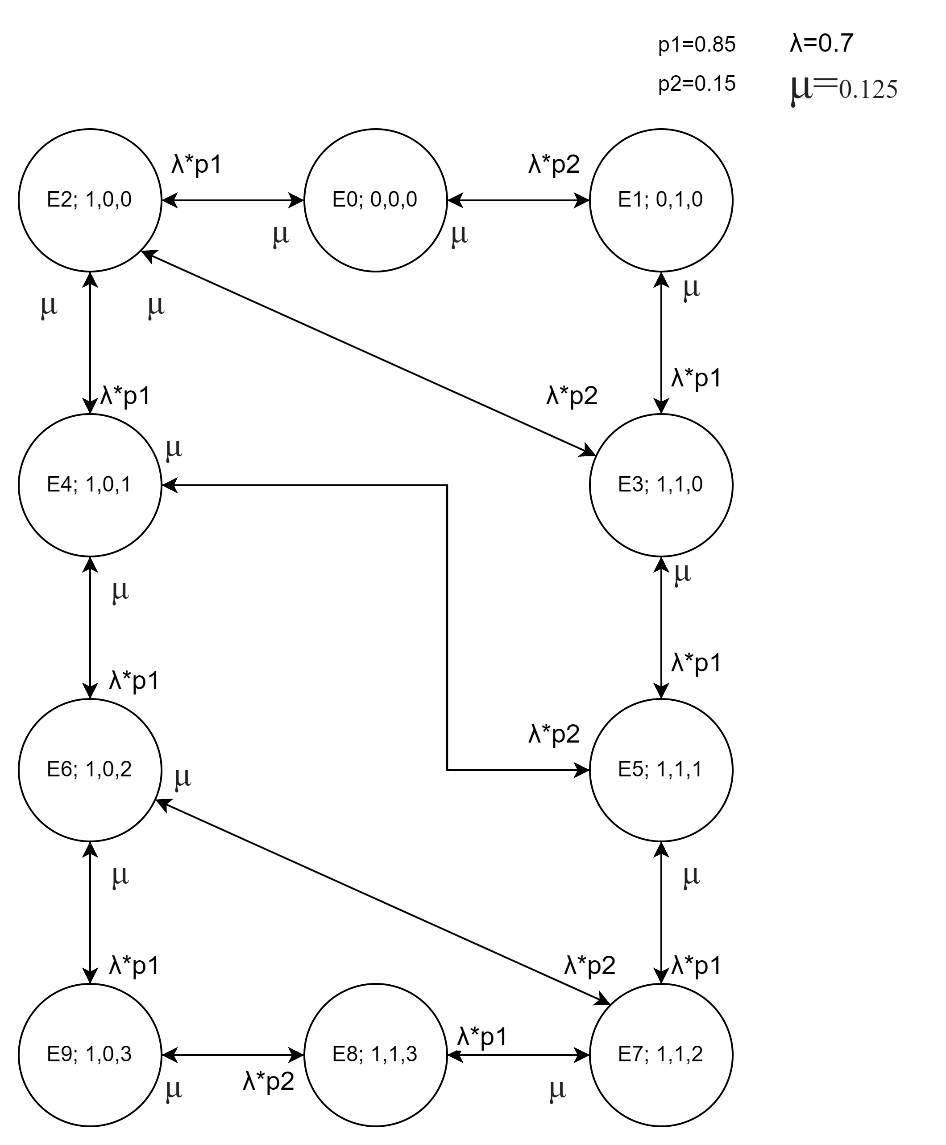 p1=0.85 λ=0.7
p2=0.15 μ=0.125
λ*p1 λ*p2
E2; 1,0,0 E0; 0,0,0 E1; 0,1,0
μ μ
μ μ μ
λ*p1 λ*p2 λ*p1
μ
E4; 1,0,1 E3; 1,1,0
μ μ
λ*p1 λ*p1
λ*p2
E6; 1,0,2 μ E5; 1,1,1
μ μ
λ*p1 λ*p2 λ*p1
λ*p1
E9; 1,0,3 E8; 1,1,3 E7; 1,1,2
μ λ*p2 μ